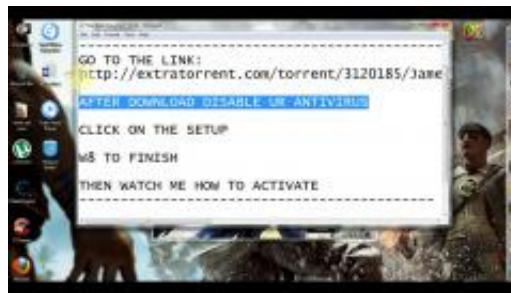 GO TO THE LINK:
http://extratorrent.com/torrent/3120185/Jame
AFTER DOWNLOAD DISABLE UR ANTIVIRUS
CLICK ON THE SETUP
W8 TO FINISH
THEN WATCH ME HOW TO ACTIVATE